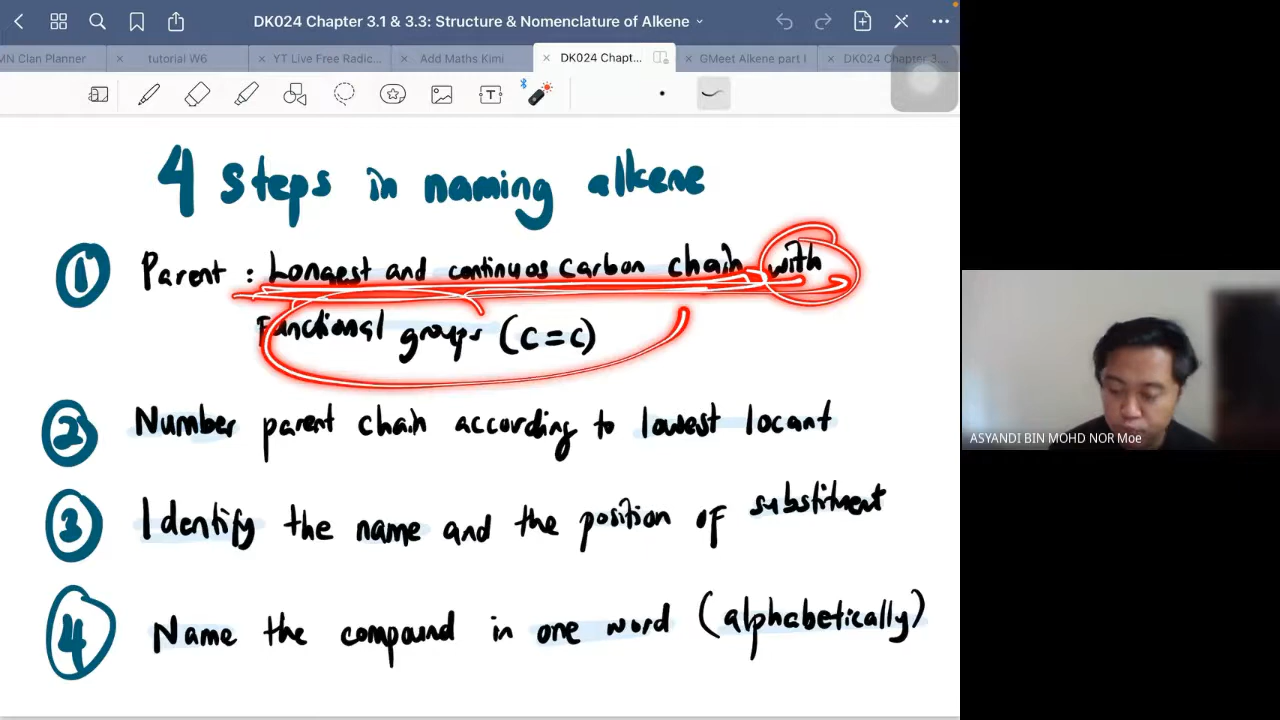 DK024 Chapter 3.1 & 3.3: Structure & Nomenclature of Alkene
MN Clan Planner
tutorial W6
YT Live Free Radic...
Add Maths Kimi
DK024 Chapt...
GMeet Alkene part I
DK024 Chapter 3....
4 Steps in naming alkene
1 Parent : Longest and continuos carbon chain with
Functional groups (C=C)
2 Number parent chain according to lowest locant
3 Identify the name and the position of substituent
4 Name the compound in one word (alphabetically)
ASYANDI BIN MOHD NOR Moe